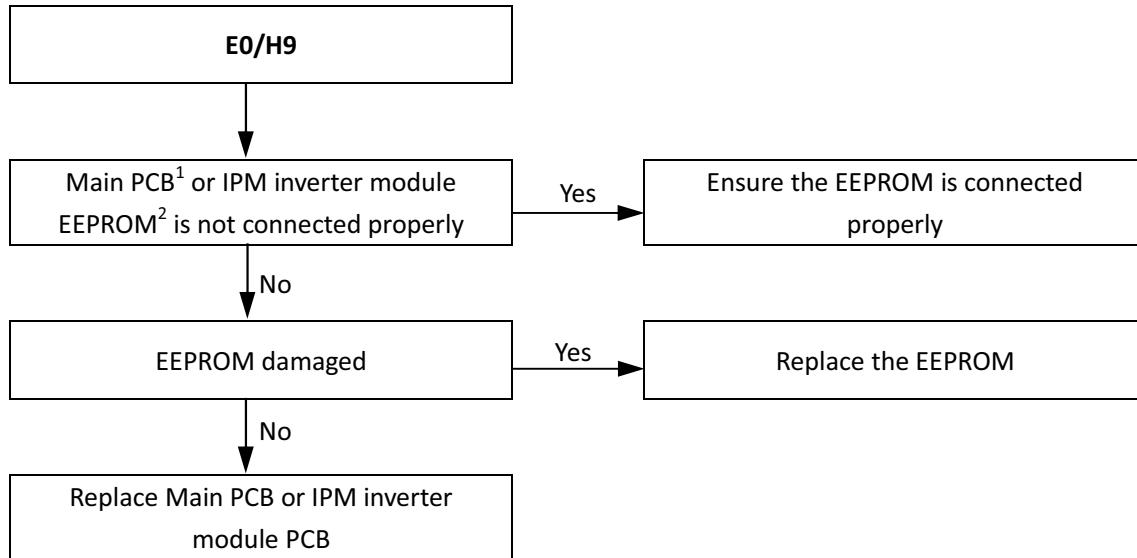 E0/H9
Main PCB¹ or IPM inverter module
EEPROM² is not connected properly
Yes
Ensure the EEPROM is connected
properly
No
EEPROM damaged
Yes
Replace the EEPROM
No
Replace Main PCB or IPM inverter
module PCB